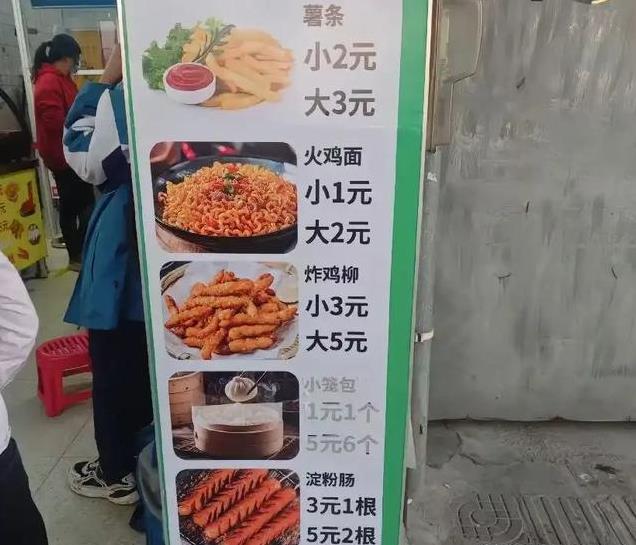 薯条
小2元
大3元
火鸡面
小1元
大2元
炸鸡柳
小3元
大5元
小笼包
1元1个
5元6个
淀粉肠
3元1根
5元2根